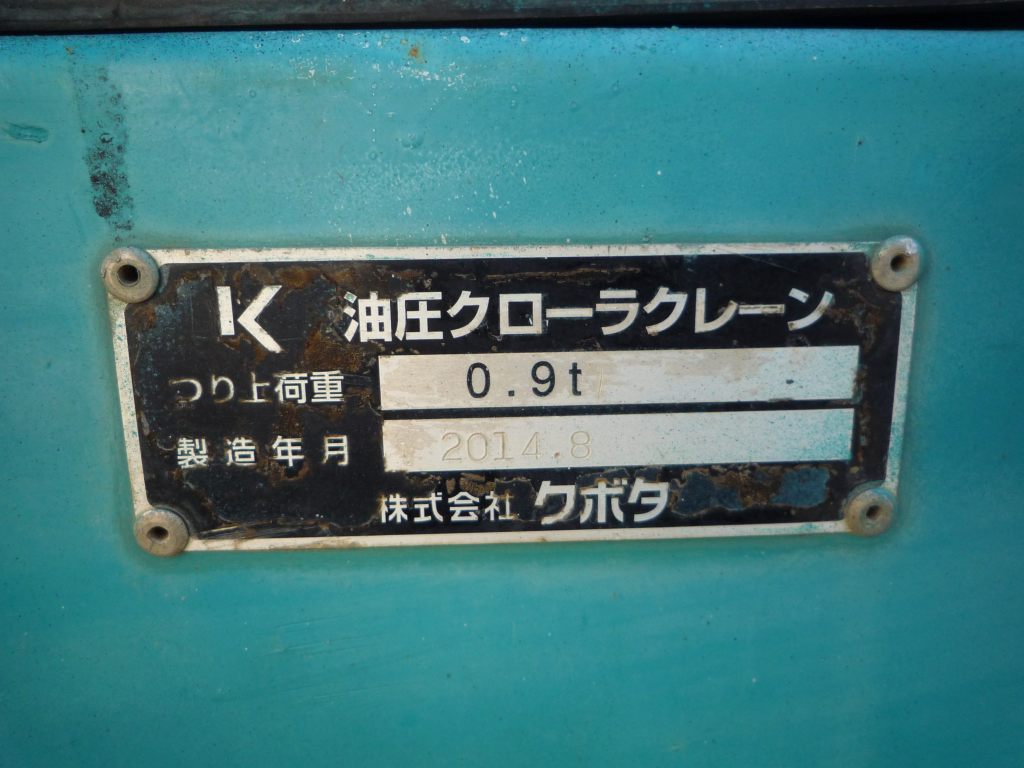 K 油圧クローラクレーン
つり上荷重 0.9t
製造年月 2014.8
株式会社 クボタ